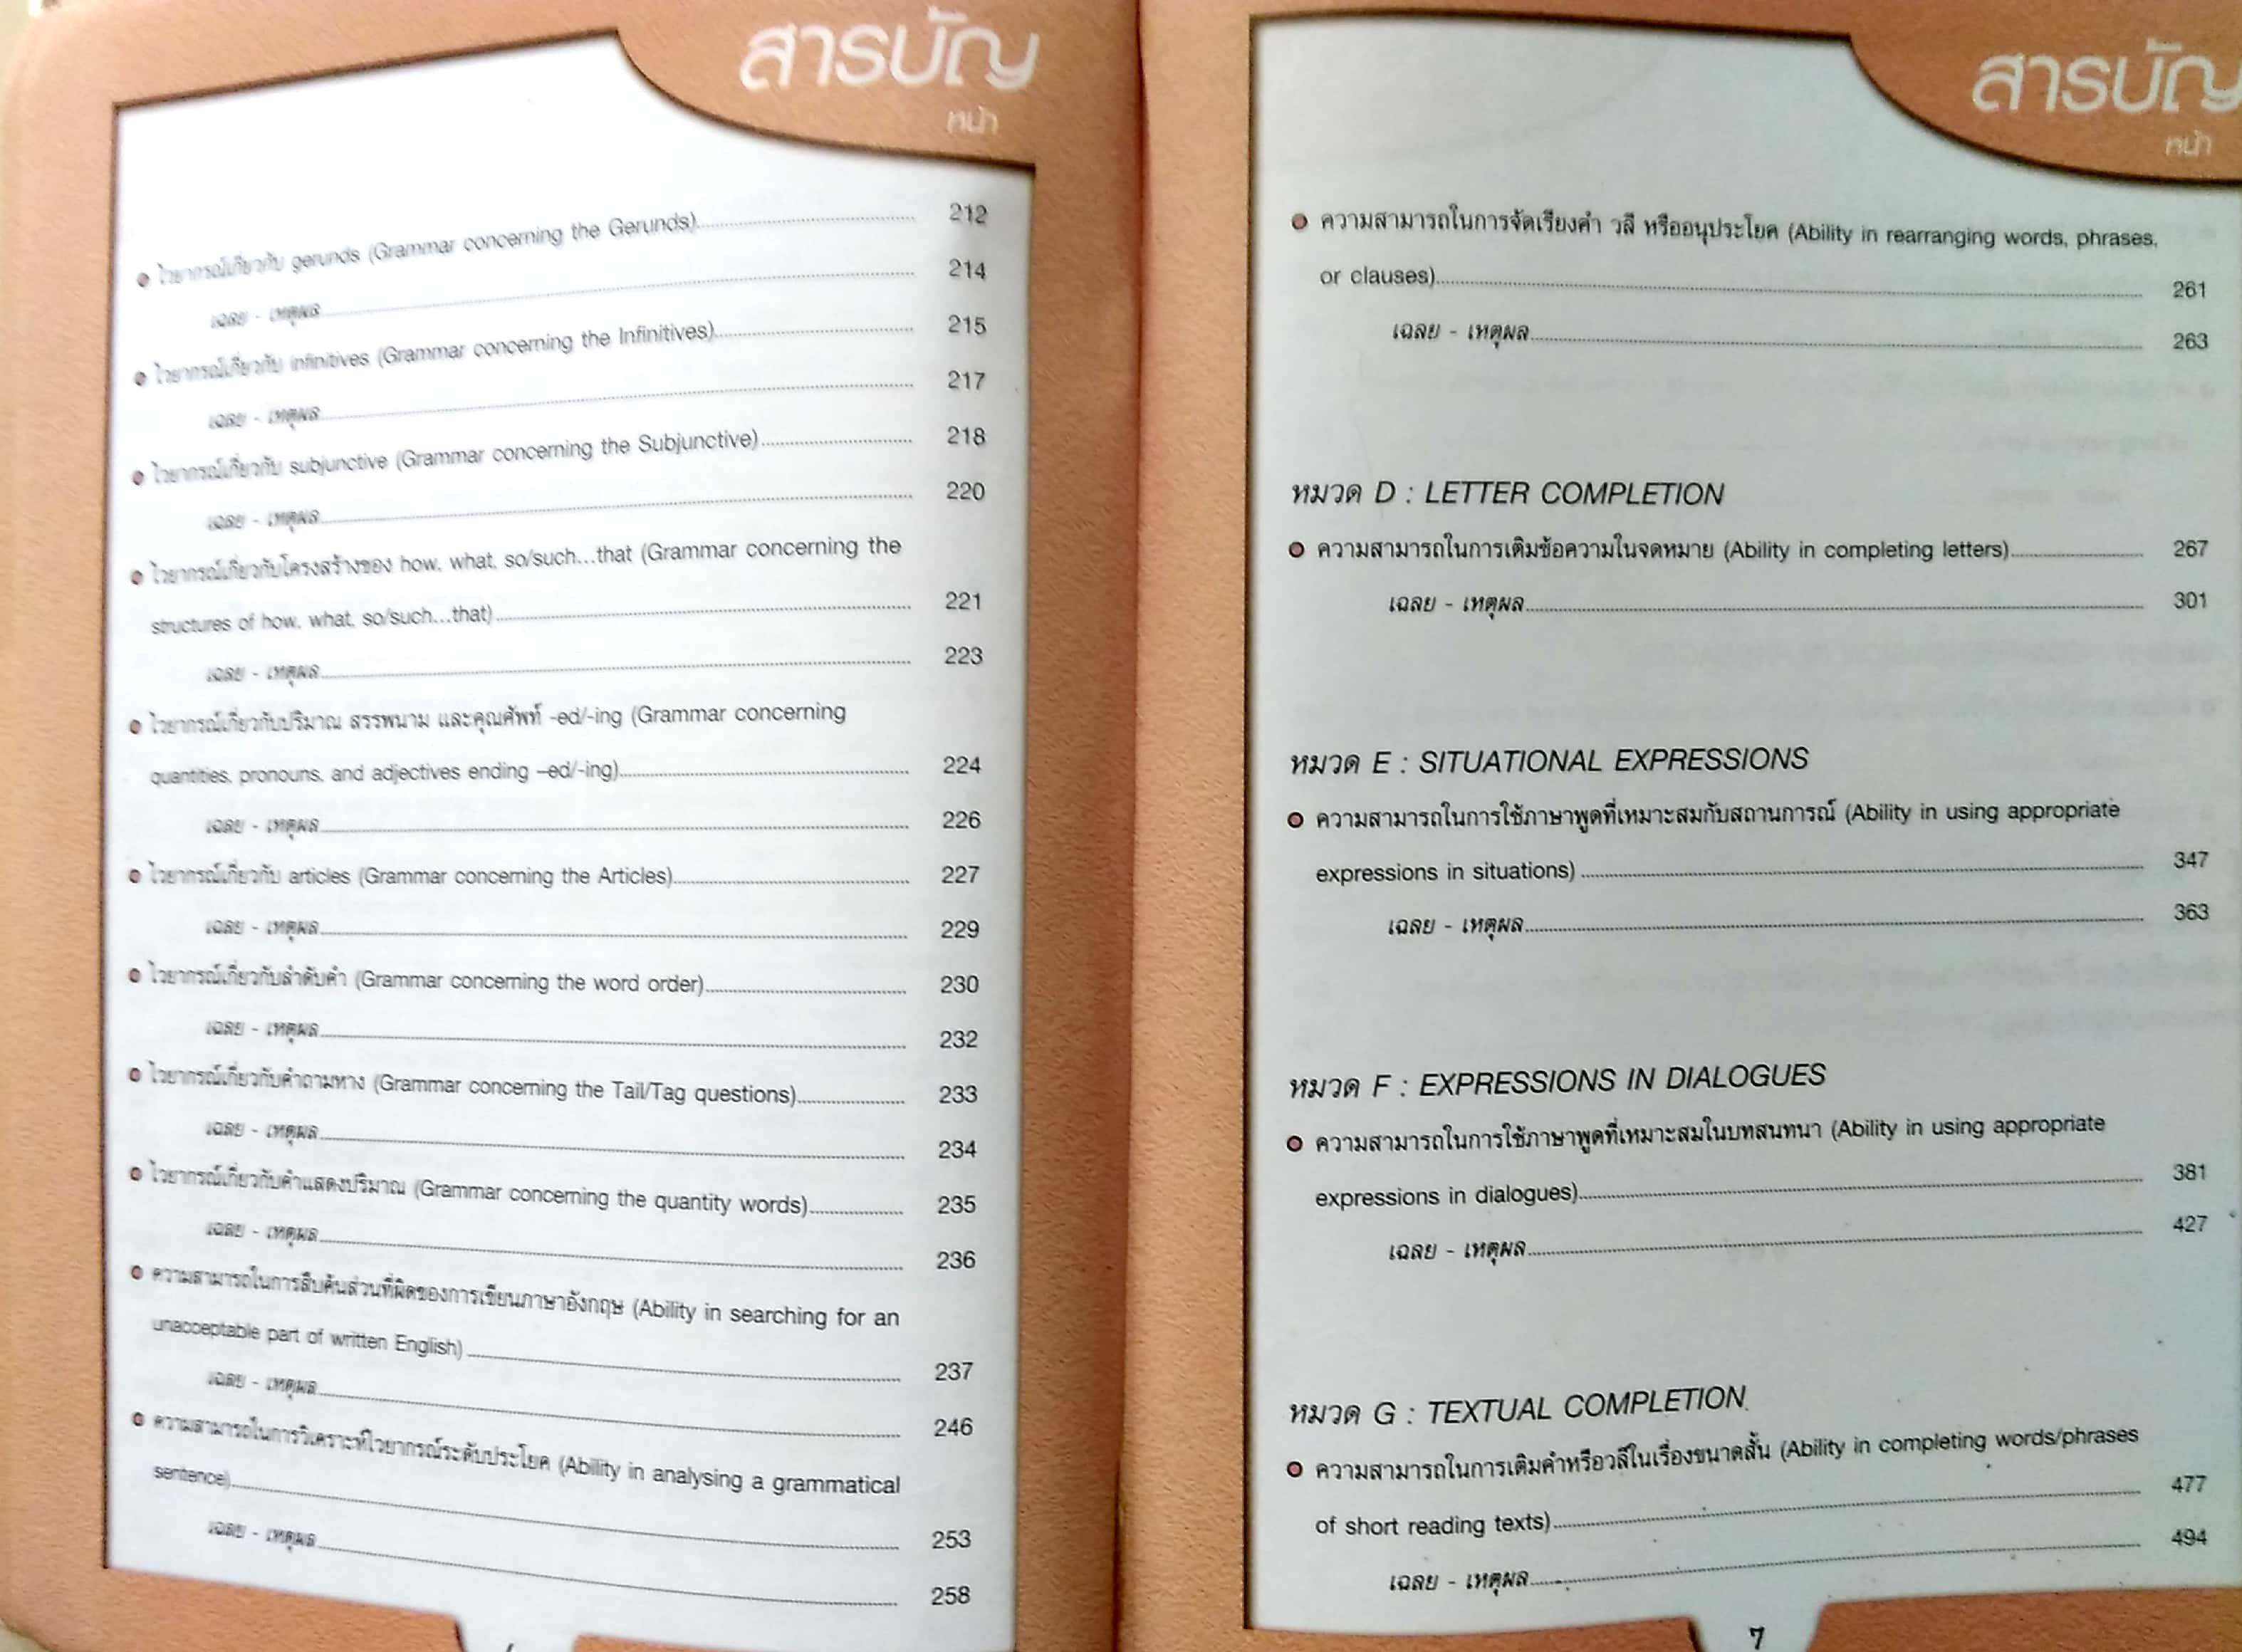 สารบัญ
หน้า
ไวยากรณ์เกี่ยวกับ gerunds (Grammar concerning the Gerunds) 212
เฉลย - เหตุผล 214
ไวยากรณ์เกี่ยวกับ infinitives (Grammar concerning the Infinitives) 215
เฉลย - เหตุผล 217
ไวยากรณ์เกี่ยวกับ subjunctive (Grammar concerning the Subjunctive) 218
เฉลย - เหตุผล 220
ไวยากรณ์เกี่ยวกับโครงสร้างของ how, what, so/such...that (Grammar concerning the
structures of how, what, so/such...that) 221
เฉลย - เหตุผล 223
ไวยากรณ์เกี่ยวกับปริมาณ สรรพนาม และคุณศัพท์ -ed/-ing (Grammar concerning
quantities, pronouns, and adjectives ending –ed/-ing) 224
เฉลย - เหตุผล 226
ไวยากรณ์เกี่ยวกับ articles (Grammar concerning the Articles) 227
เฉลย - เหตุผล 229
ไวยากรณ์เกี่ยวกับลำดับคำ (Grammar concerning the word order) 230
เฉลย - เหตุผล 232
ไวยากรณ์เกี่ยวกับคำถามหาง (Grammar concerning the Tail/Tag questions) 233
เฉลย - เหตุผล 234
ไวยากรณ์เกี่ยวกับคำแสดงปริมาณ (Grammar concerning the quantity words) 235
เฉลย - เหตุผล 236
ความสามารถในการสืบค้นส่วนที่ผิดของการเขียนภาษาอังกฤษ (Ability in searching for an
unacceptable part of written English) 237
เฉลย - เหตุผล 246
ความสามารถในการวิเคราะห์ไวยากรณ์ระดับประโยค (Ability in analysing a grammatical
sentence) 253
เฉลย - เหตุผล 258
สารบัญ
หน้า
ความสามารถในการจัดเรียงคำ วลี หรืออนุประโยค (Ability in rearranging words, phrases,
or clauses) 261
เฉลย - เหตุผล 263
หมวด D : LETTER COMPLETION
ความสามารถในการเติมข้อความในจดหมาย (Ability in completing letters) 267
เฉลย - เหตุผล 301
หมวด E : SITUATIONAL EXPRESSIONS
ความสามารถในการใช้ภาษาพูดที่เหมาะสมกับสถานการณ์ (Ability in using appropriate
expressions in situations) 347
เฉลย - เหตุผล 363
หมวด F : EXPRESSIONS IN DIALOGUES
ความสามารถในการใช้ภาษาพูดที่เหมาะสมในบทสนทนา (Ability in using appropriate
expressions in dialogues) 381
เฉลย - เหตุผล 427
หมวด G : TEXTUAL COMPLETION
ความสามารถในการเติมคำหรือวลีในเรื่องขนาดสั้น (Ability in completing words/phrases
of short reading texts) 477
เฉลย - เหตุผล 494
7